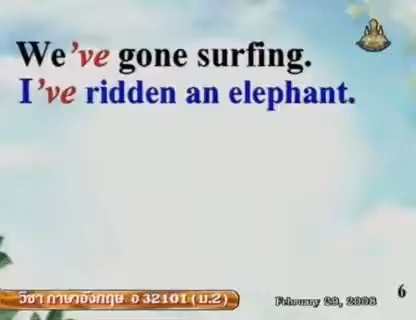 We've gone surfing.
I've ridden an elephant.
วิชา ภาษาอังกฤษ อ 32101 (ม.2)
February 29, 2008
6